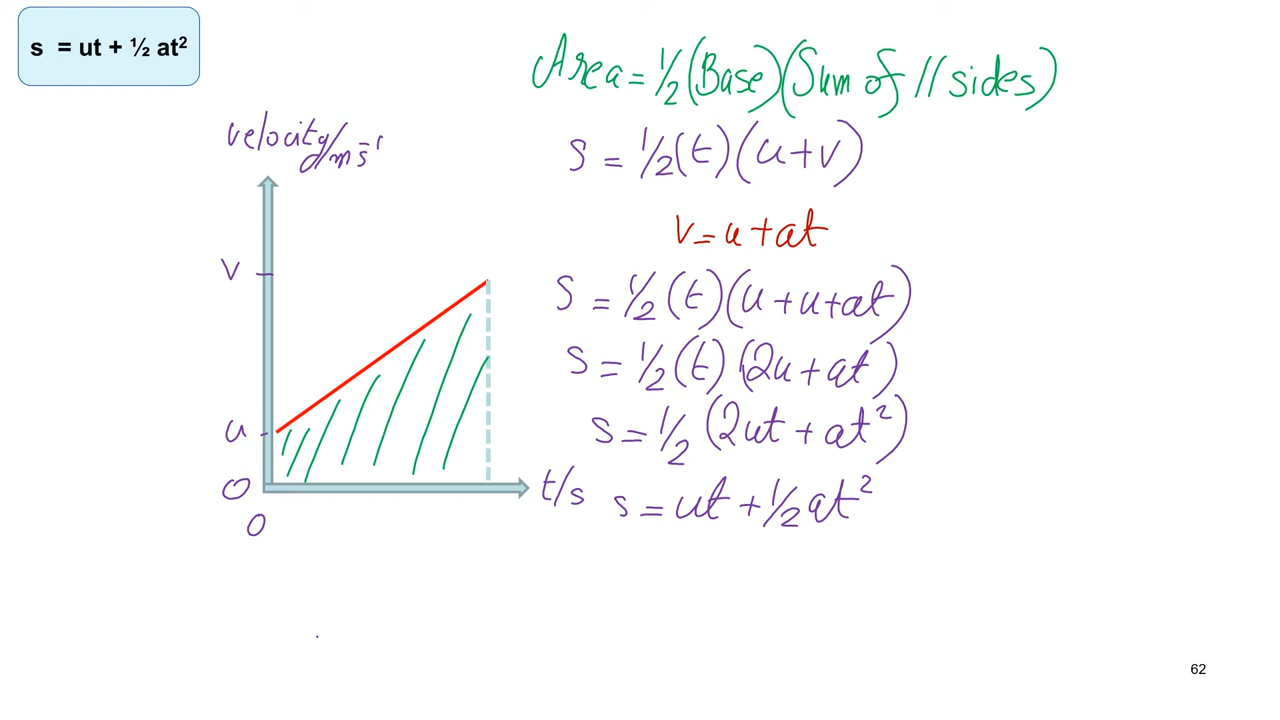 s = ut + ½ at²
Area = ½ (Base)(Sum of // sides)
velocity/m s⁻¹
s = ½ (t)(u + v)
v = u + at
v
s = ½ (t)(u + u + at)
s = ½ (t)(2u + at)
u
s = ½ (2ut + at²)
0
t/s
s = ut + ½ at²
0
62